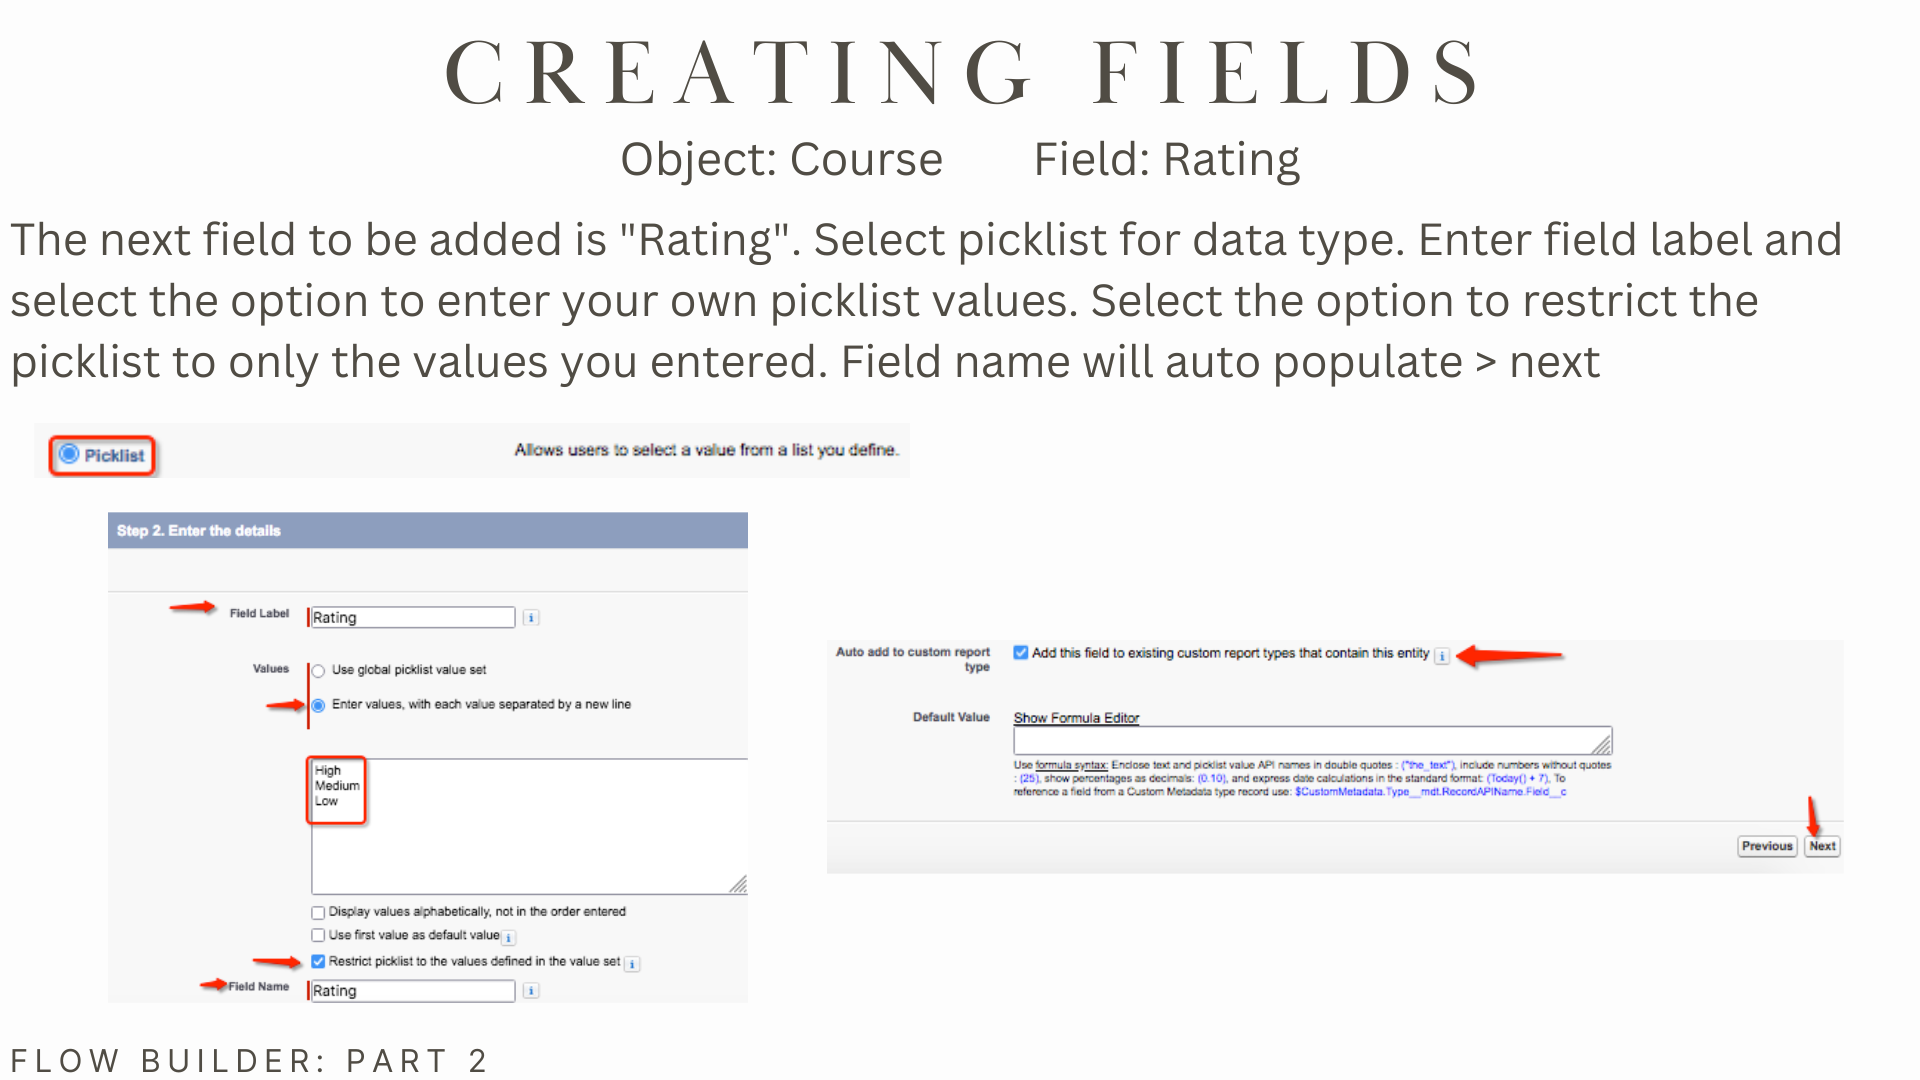 CREATING FIELDS
Object: Course Field: Rating
The next field to be added is "Rating". Select picklist for data type. Enter field label and
select the option to enter your own picklist values. Select the option to restrict the
picklist to only the values you entered. Field name will auto populate > next
Picklist
Allows users to select a value from a list you define.
Step 2. Enter the details
Field Label Rating i
Values Use global picklist value set
Enter values, with each value separated by a new line
High
Medium
Low
Display values alphabetically, not in the order entered
Use first value as default value i
Restrict picklist to the values defined in the value set i
Field Name Rating i
Auto add to custom report
type
Add this field to existing custom report types that contain this entity i
Default Value Show Formula Editor
Use formula syntax: Enclose text and picklist value API names in double quotes : ("the_text"), include numbers without quotes
: (25), show percentages as decimals: (0.10), and express date calculations in the standard format: (Today() + 7). To
reference a field from a Custom Metadata type record use: $CustomMetadata.Type__mdt.RecordAPIName.Field__c
Previous Next
FLOW BUILDER: PART 2